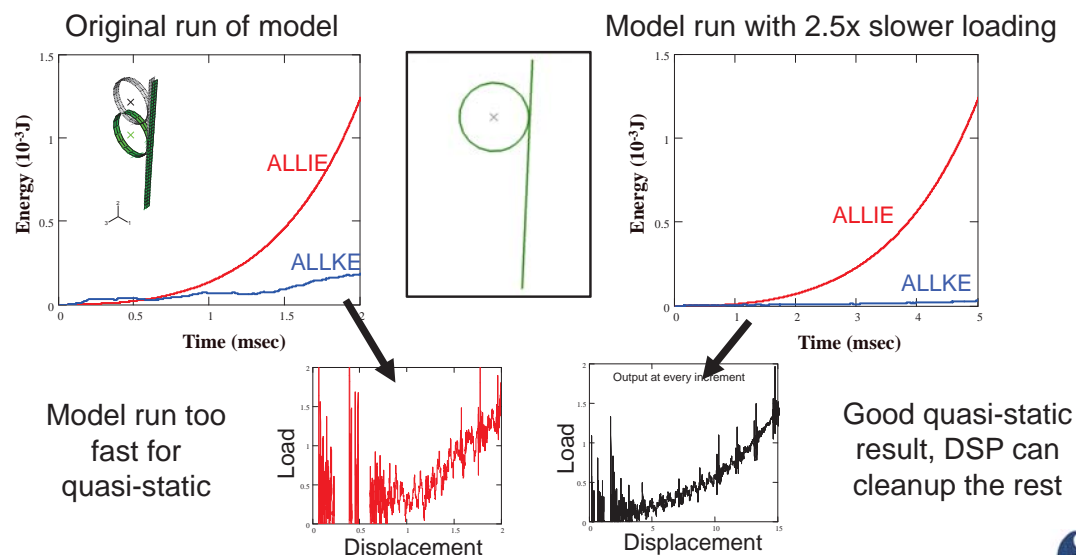 Original run of model
Model run with 2.5x slower loading
1.5
1
0.5
0
Energy (10-3J)
ALLIE
ALLKE
2
3
1
0
0.5
1
1.5
2
Time (msec)
1.5
1
0.5
0
Energy (10-3J)
ALLIE
ALLKE
0
1
2
3
4
5
Time (msec)
Model run too
fast for
quasi-static
2
1.5
1
0.5
0
Load
0
0.5
1
1.5
2
Displacement
Output at every increment
2
1.5
1
0.5
0
Load
0
5
10
15
Displacement
Good quasi-static
result, DSP can
cleanup the rest